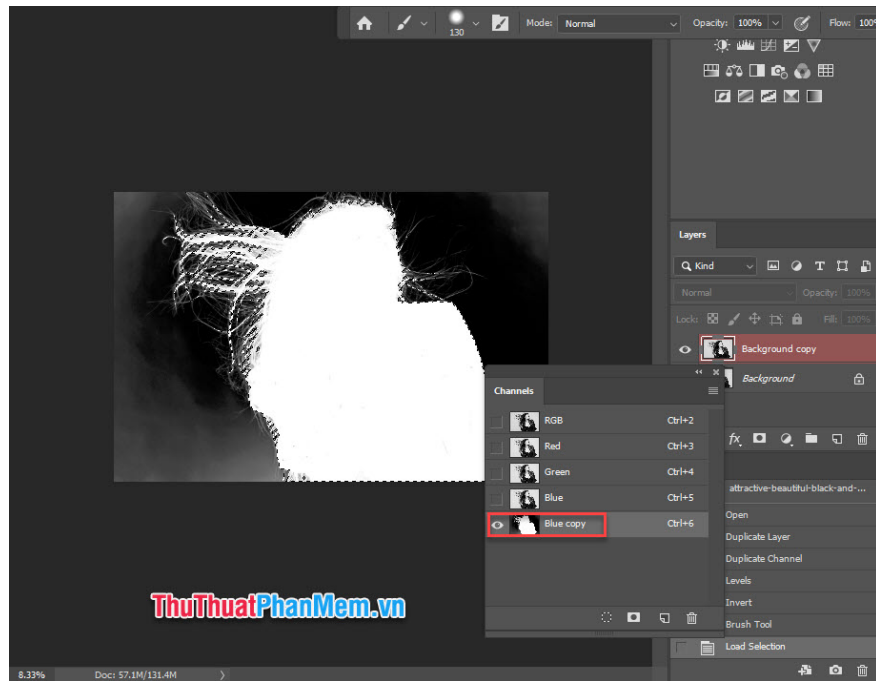 130
Mode: Normal
Opacity: 100%
Flow: 100%
Layers
Kind
Normal
Opacity: 100%
Lock:
Fill: 100%
Background copy
Background
Channels
RGB Ctrl+2
Red Ctrl+3
Green Ctrl+4
Blue Ctrl+5
Blue copy Ctrl+6
fx
attractive-beautiful-black-and-...
Open
Duplicate Layer
Duplicate Channel
Levels
Invert
Brush Tool
Load Selection
ThuThuatPhanMem.vn
8.33% Doc: 57.1M/131.4M